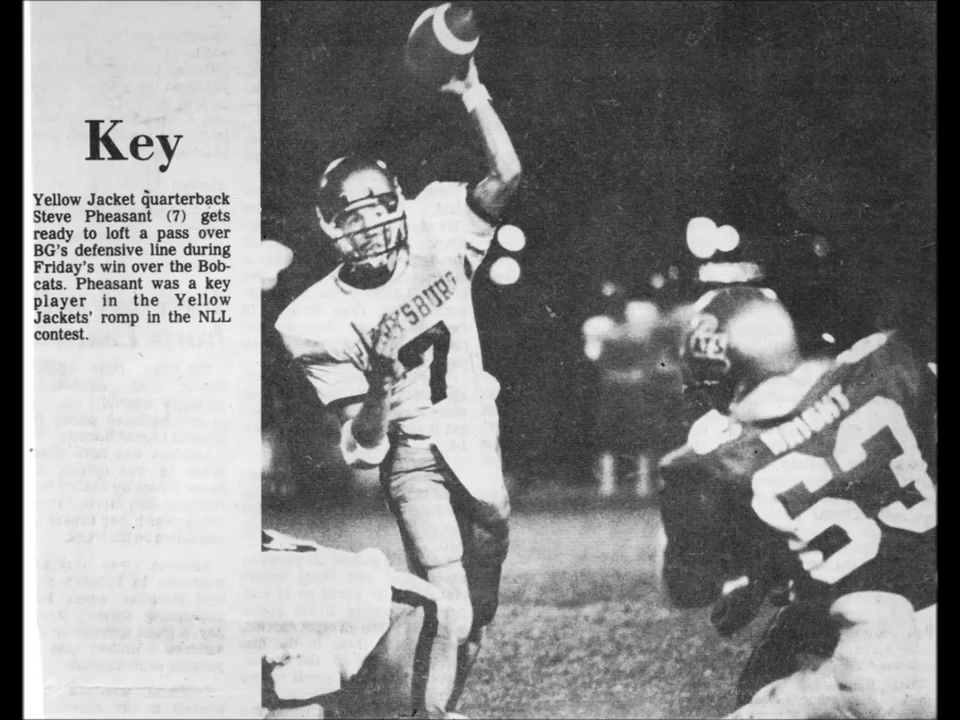 Key
Yellow Jacket quarterback
Steve Pheasant (7) gets
ready to loft a pass over
BG's defensive line during
Friday's win over the Bob-
cats. Pheasant was a key
player in the Yellow
Jackets' romp in the NLL
contest.
RYSBURG
7
WRIGHT
63